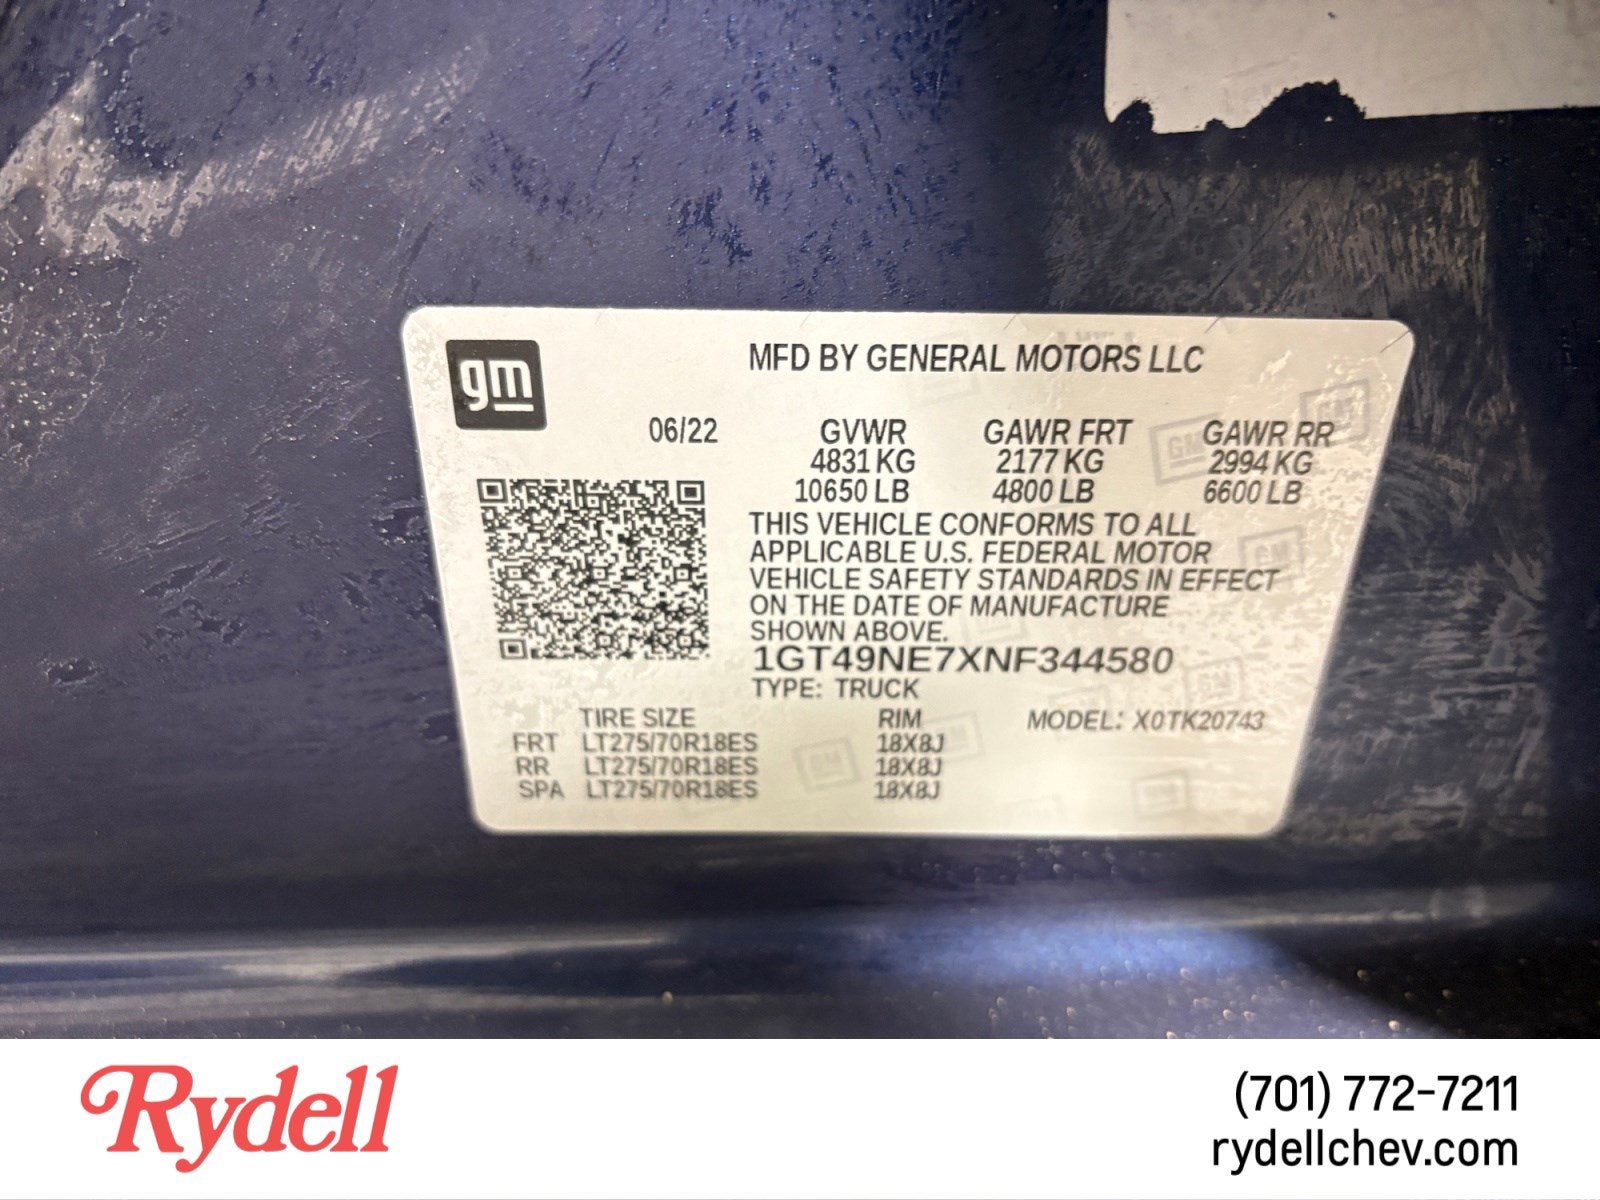 gm
MFD BY GENERAL MOTORS LLC
06/22 GVWR GAWR FRT GAWR RR
4831 KG 2177 KG 2994 KG
10650 LB 4800 LB 6600 LB
THIS VEHICLE CONFORMS TO ALL
APPLICABLE U.S. FEDERAL MOTOR
VEHICLE SAFETY STANDARDS IN EFFECT
ON THE DATE OF MANUFACTURE
SHOWN ABOVE.
1GT49NE7XNF344580
TYPE: TRUCK
TIRE SIZE RIM MODEL: X0TK20743
FRT LT275/70R18ES 18X8J
RR LT275/70R18ES 18X8J
SPA LT275/70R18ES 18X8J
Rydell
(701) 772-7211
rydellchev.com